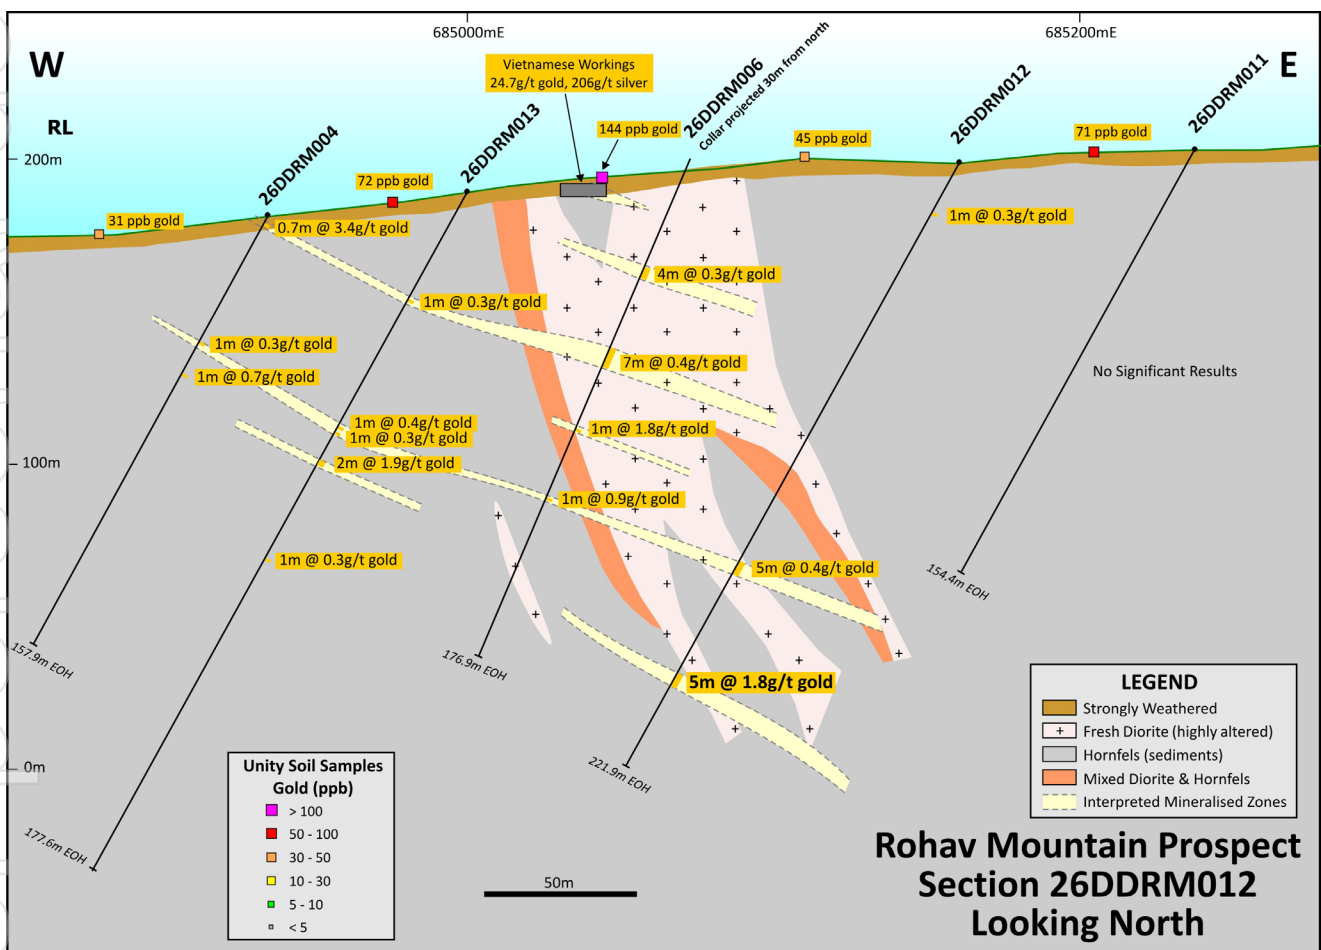 685000mE
685200mE
W
E
RL
Vietnamese Workings
24.7g/t gold, 206g/t silver
26DDRM004
26DDRM013
26DDRM006
Collar projected 30m from north
26DDRM012
26DDRM011
144 ppb gold
45 ppb gold
71 ppb gold
200m
72 ppb gold
31 ppb gold
0.7m @ 3.4g/t gold
1m @ 0.3g/t gold
4m @ 0.3g/t gold
1m @ 0.3g/t gold
1m @ 0.3g/t gold
7m @ 0.4g/t gold
1m @ 0.7g/t gold
No Significant Results
1m @ 0.4g/t gold
1m @ 0.3g/t gold
1m @ 1.8g/t gold
100m
2m @ 1.9g/t gold
1m @ 0.9g/t gold
1m @ 0.3g/t gold
5m @ 0.4g/t gold
154.4m EOH
157.9m EOH
176.9m EOH
5m @ 1.8g/t gold
221.9m EOH
0m
177.6m EOH
LEGEND
Strongly Weathered
+ Fresh Diorite (highly altered)
Hornfels (sediments)
Mixed Diorite & Hornfels
Interpreted Mineralised Zones
Unity Soil Samples
Gold (ppb)
> 100
50 - 100
30 - 50
10 - 30
5 - 10
< 5
50m
Rohav Mountain Prospect
Section 26DDRM012
Looking North